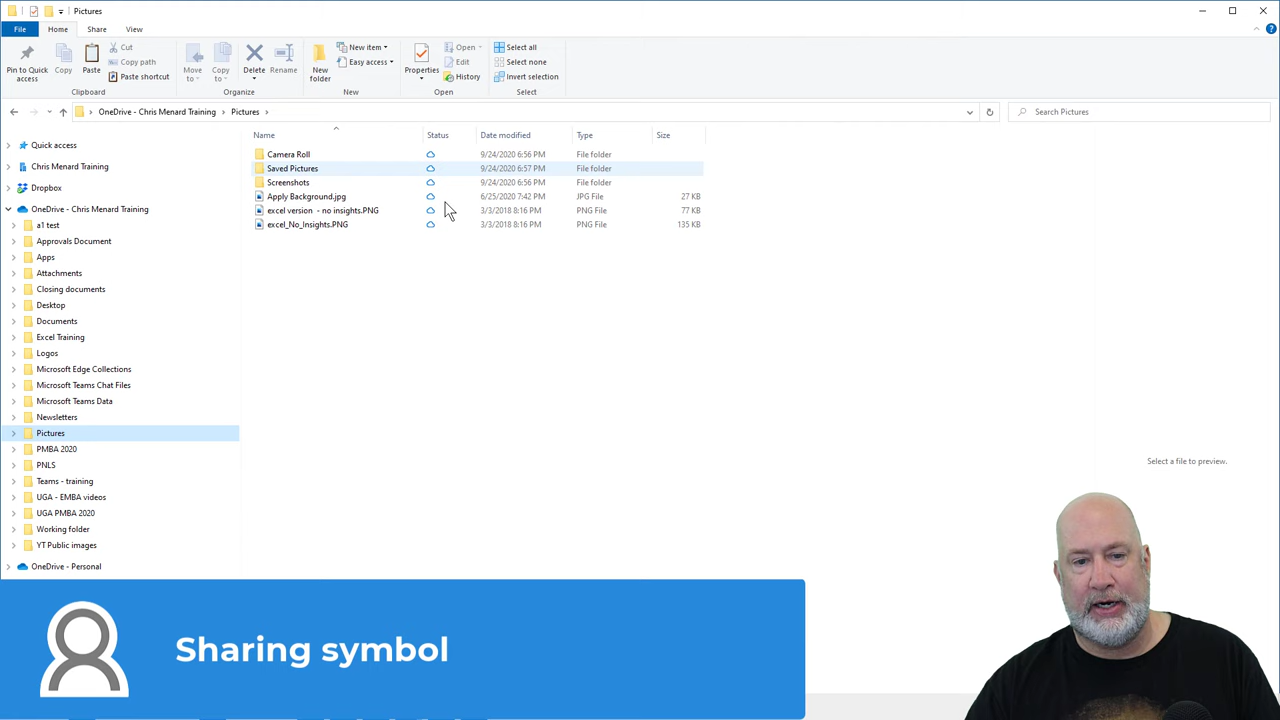 Pictures
File Home Share View
Pin to Quick access
Copy
Paste
Cut
Copy path
Paste shortcut
Clipboard
Move to
Copy to
Delete
Rename
Organize
New folder
New item
Easy access
New
Properties
Open
Edit
History
Open
Select all
Select none
Invert selection
Select
OneDrive - Chris Menard Training > Pictures >
Search Pictures
Quick access
Chris Menard Training
Dropbox
OneDrive - Chris Menard Training
a1 test
Approvals Document
Apps
Attachments
Closing documents
Desktop
Documents
Excel Training
Logos
Microsoft Edge Collections
Microsoft Teams Chat Files
Microsoft Teams Data
Newsletters
Pictures
PMBA 2020
PNLS
Teams - training
UGA - EMBA videos
UGA PMBA 2020
Working folder
YT Public images
OneDrive - Personal
Name Status Date modified Type Size
Camera Roll 9/24/2020 6:56 PM File folder
Saved Pictures 9/24/2020 6:57 PM File folder
Screenshots 9/24/2020 6:56 PM File folder
Apply Background.jpg 6/25/2020 7:42 PM JPG File 27 KB
excel version - no insights.PNG 3/3/2018 8:16 PM PNG File 77 KB
excel_No_Insights.PNG 3/3/2018 8:16 PM PNG File 135 KB
Select a file to preview.
Sharing symbol